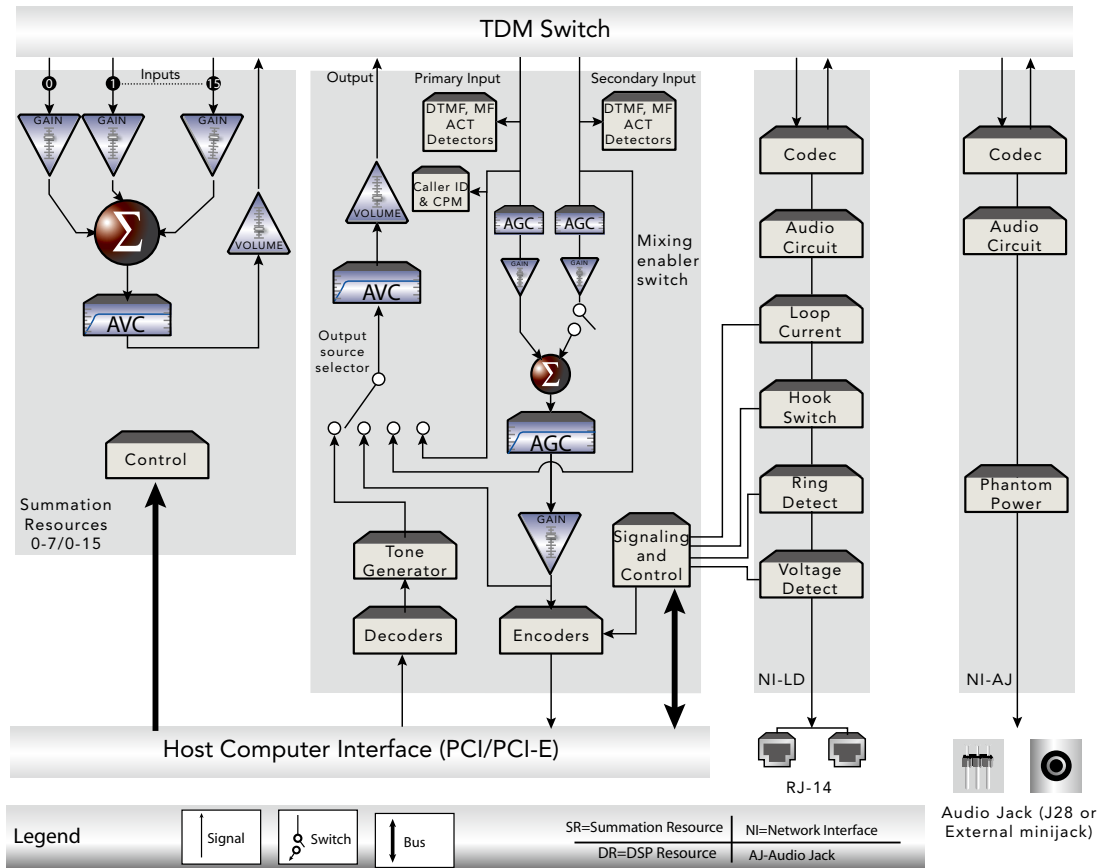 TDM Switch
0
1
Inputs
15
GAIN
GAIN
GAIN
Σ
VOLUME
AVC
Control
Summation
Resources
0-7/0-15
Output
Primary Input
Secondary Input
DTMF, MF
ACT
Detectors
DTMF, MF
ACT
Detectors
Caller ID
& CPM
VOLUME
AGC
AGC
GAIN
GAIN
Mixing
enabler
switch
AVC
Output
source
selector
Σ
AGC
GAIN
Tone
Generator
Signaling
and
Control
Decoders
Encoders
Codec
Audio
Circuit
Loop
Current
Hook
Switch
Ring
Detect
Voltage
Detect
NI-LD
Codec
Audio
Circuit
Phantom
Power
NI-AJ
Host Computer Interface (PCI/PCI-E)
RJ-14
Audio Jack (J28 or
External minijack)
Legend
Signal
Switch
Bus
SR=Summation Resource
NI=Network Interface
DR=DSP Resource
AJ-Audio Jack